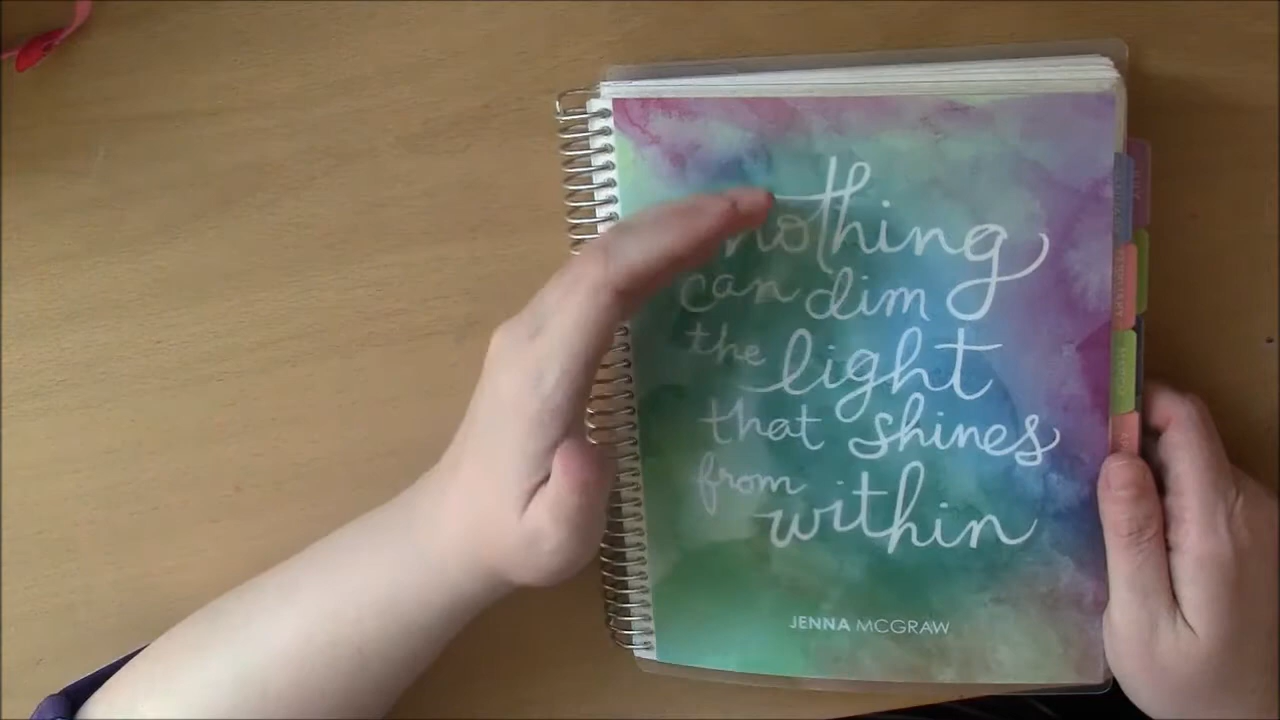 nothing
can dim
the light
that shines
from
within
JENNA MCGRAW